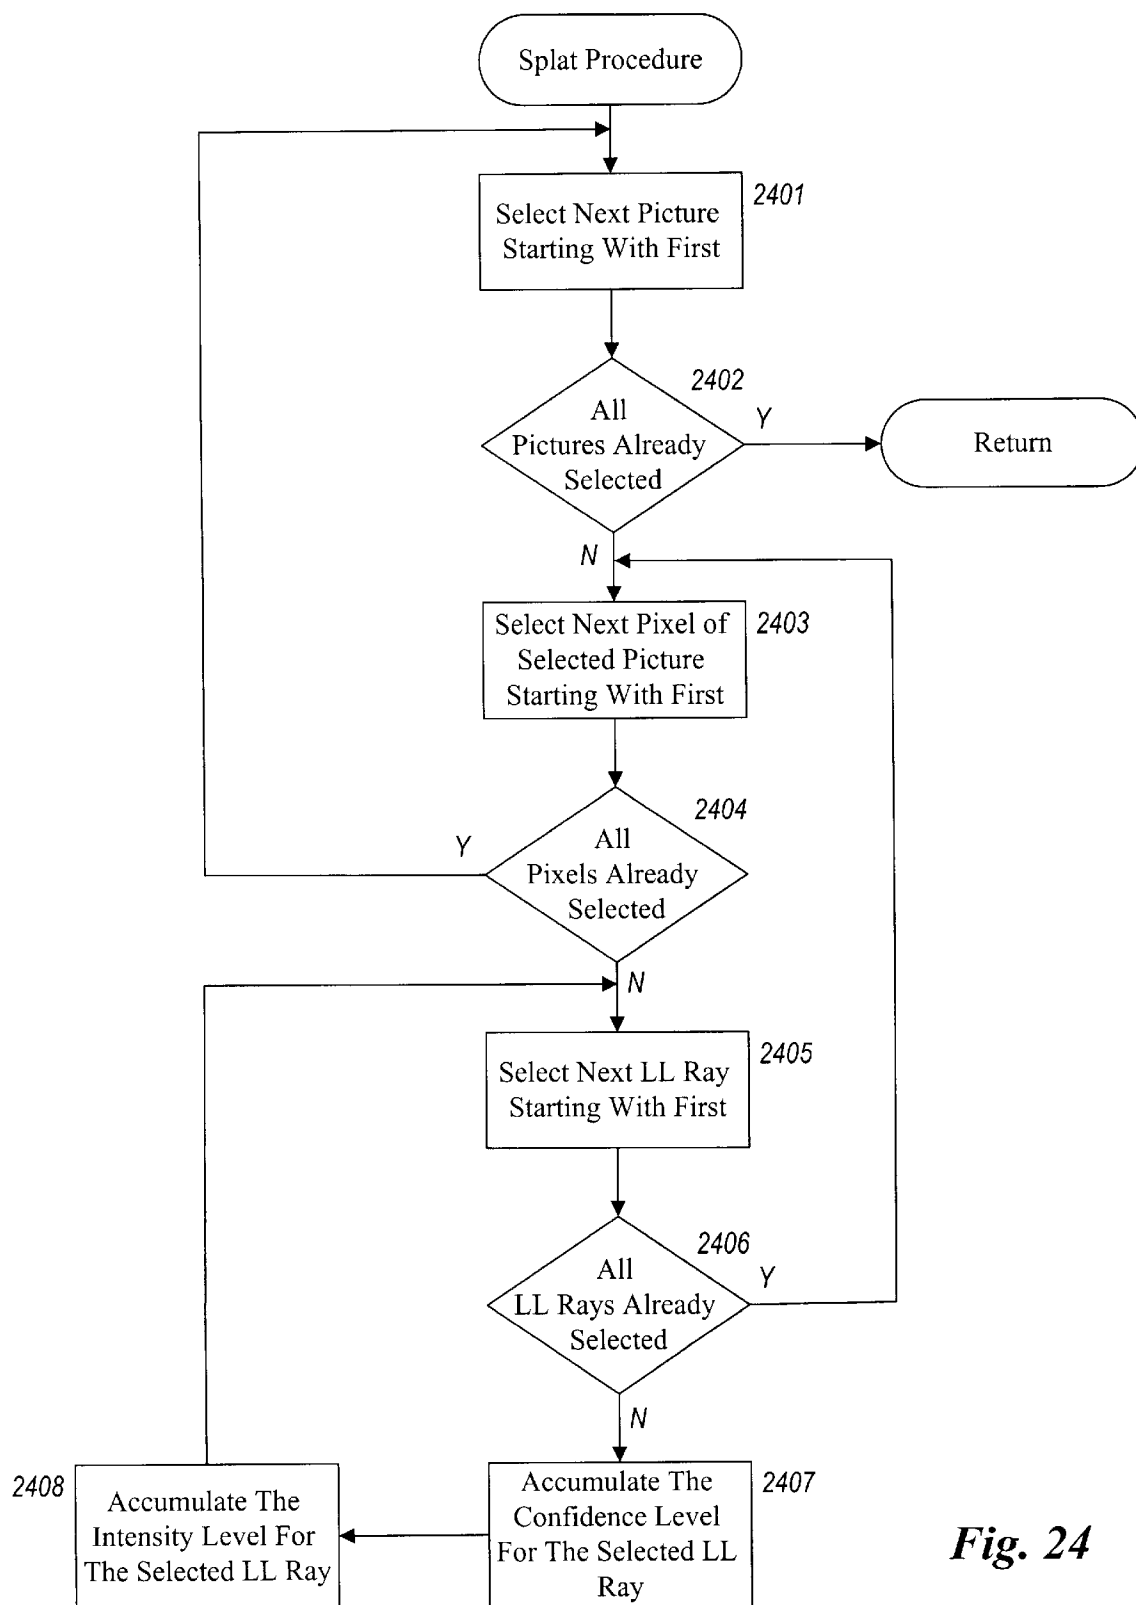 Splat Procedure
2401
Select Next Picture
Starting With First
2402
All
Pictures Already
Selected
Y
Return
N
Select Next Pixel of
Selected Picture
Starting With First
2403
2404
All
Pixels Already
Selected
Y
N
Select Next LL Ray
Starting With First
2405
2406
All
LL Rays Already
Selected
Y
N
2408
Accumulate The
Intensity Level For
The Selected LL Ray
Accumulate The
Confidence Level
For The Selected LL
Ray
2407
Fig. 24